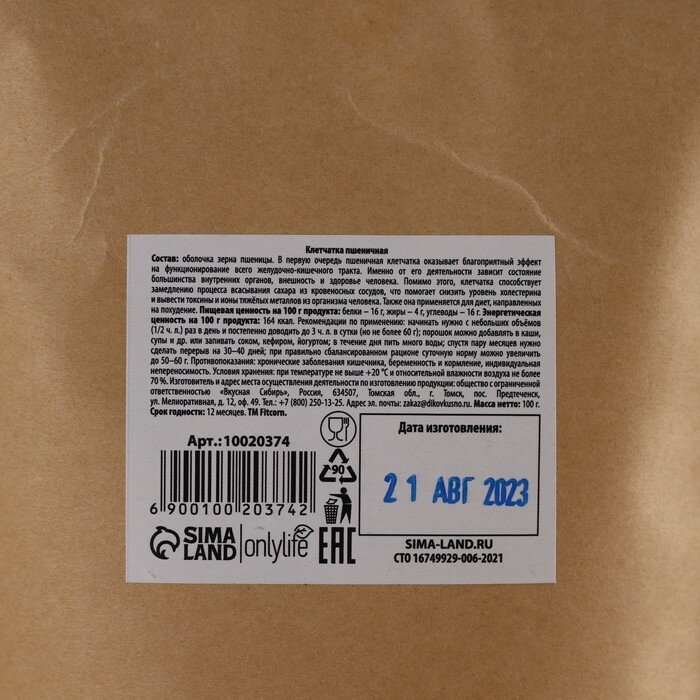 Клетчатка пшеничная
Состав: оболочка зерна пшеницы. В первую очередь пшеничная клетчатка оказывает благоприятный эффект
на функционирование всего желудочно-кишечного тракта. Именно от его деятельности зависит состояние
большинства внутренних органов, внешность и здоровье человека. Помимо этого, клетчатка способствует
замедлению процесса всасывания сахара из кровеносных сосудов, что помогает снизить уровень холестерина
и вывести токсины и ионы тяжёлых металлов из организма человека. Также она применяется для диет, направленных
на похудение. Пищевая ценность на 100 г продукта: белки – 16 г, жиры – 4 г, углеводы – 16 г. Энергетическая
ценность на 100 г продукта: 164 ккал. Рекомендации по применению: начинать нужно с небольших объёмов
(1/2 ч. л.) раз в день и постепенно доводить до 3 ч. л. в сутки (но не более 60 г); порошок можно добавлять в каши,
супы и др. или запивать соком, кефиром, йогуртом; в течение дня пить много воды; спустя пару месяцев нужно
сделать перерыв на 30–40 дней; при правильно сбалансированном рационе суточную норму можно увеличить
до 50–60 г. Противопоказания: хронические заболевания кишечника, беременность и кормление, индивидуальная
непереносимость. Условия хранения: при температуре не выше +20 °С и относительной влажности воздуха не более
70 %. Изготовитель и адрес места осуществления деятельности по изготовлению продукции: общество с ограниченной
ответственностью «Вкусная Сибирь», Россия, 634507, Томская обл., г. Томск, пос. Предтеченск,
ул. Мелиоративная, д. 12, оф. 49. Тел.: +7 (800) 250-13-25. Адрес эл. почты: zakaz@dikovkusno.ru. Масса нетто: 100 г.
Срок годности: 12 месяцев. ТМ Fitcorn.
Арт.: 10020374
6 900100 203742
90
Дата изготовления:
21 АВГ 2023
SIMA
LAND
onlylife
EAC
SIMA-LAND.RU
СТО 16749929-006-2021